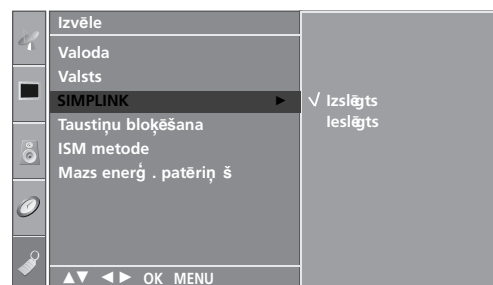 Izvēle
Valoda
Valsts
SIMPLINK ►
√ Izslēgts
Ieslēgts
Taustiņu bloķēšana
ISM metode
Mazs enerģ . patēriņ š
▲▼ ◄► OK MENU